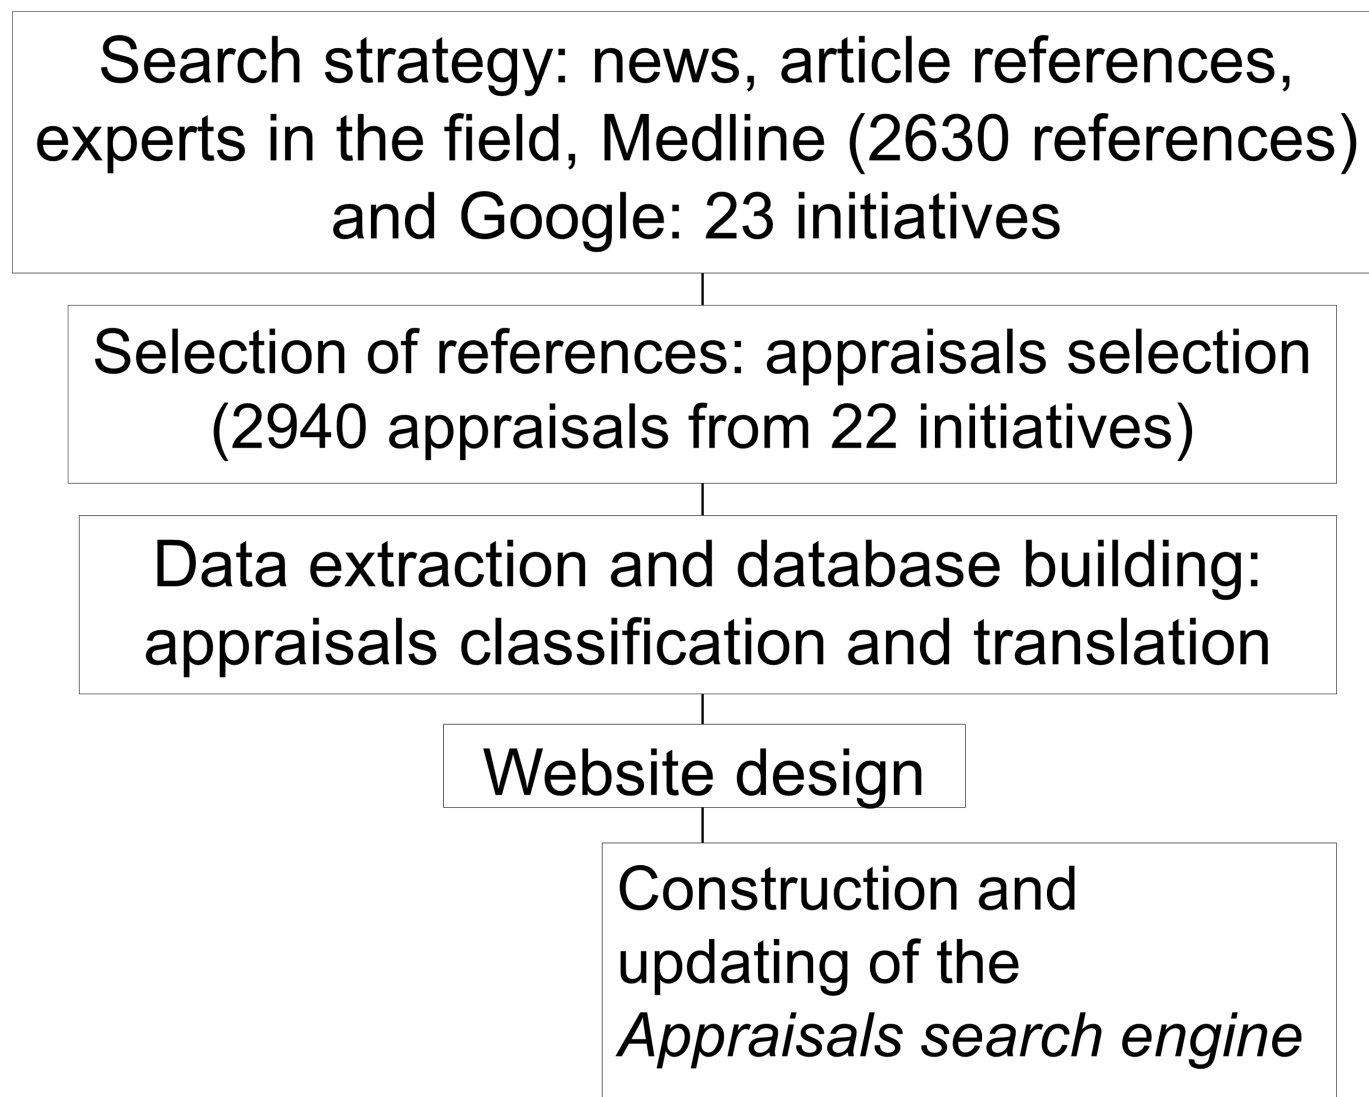 Search strategy: news, article references,
experts in the field, Medline (2630 references)
and Google: 23 initiatives
Selection of references: appraisals selection
(2940 appraisals from 22 initiatives)
Data extraction and database building:
appraisals classification and translation
Website design
Construction and
updating of the
Appraisals search engine